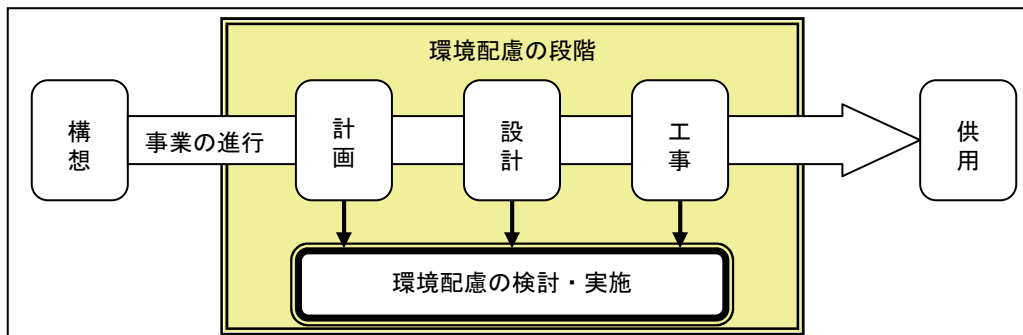 環境配慮の段階
構想
事業の進行
計画
設計
工事
供用
環境配慮の検討・実施